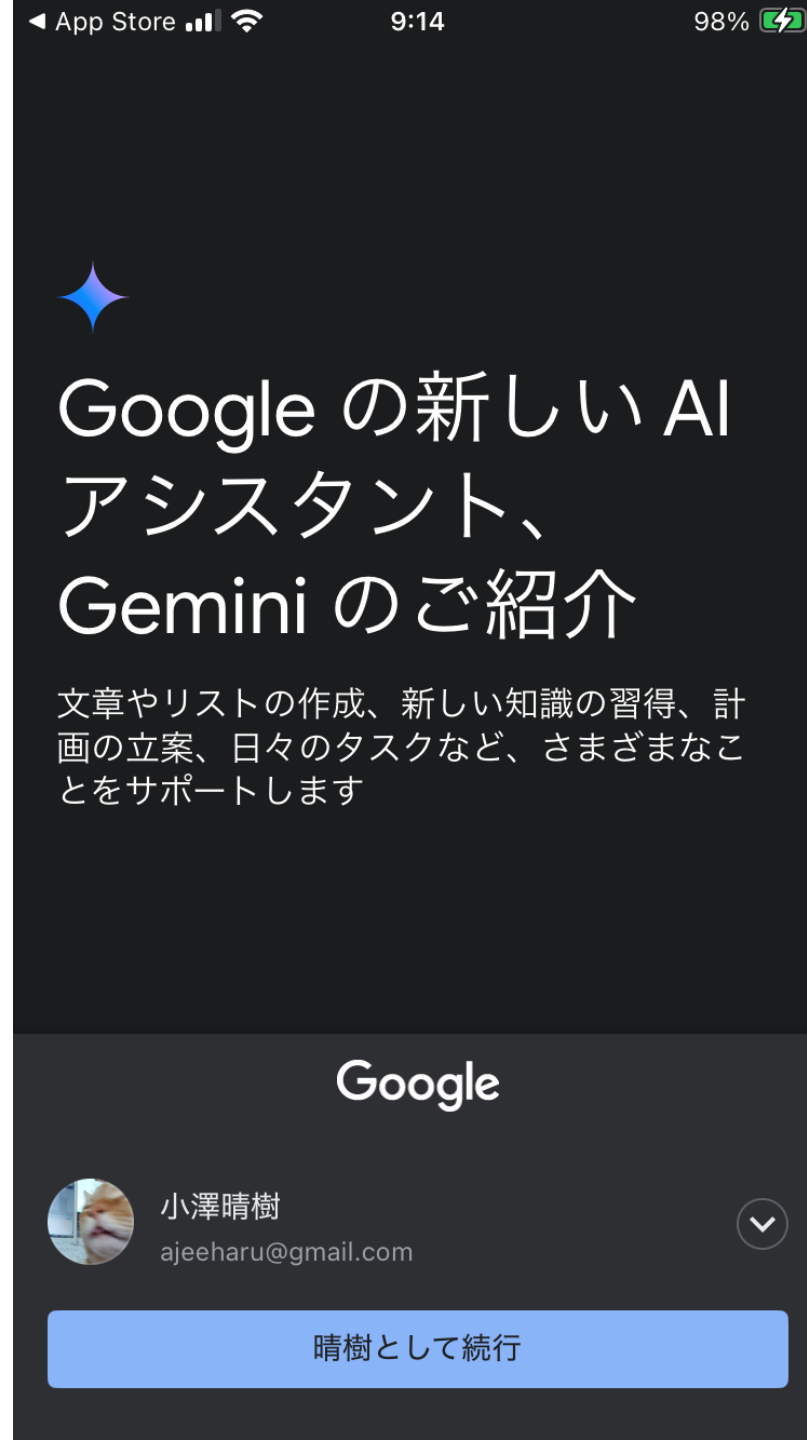 App Store
9:14
98%
Google の新しい AI
アシスタント、
Gemini のご紹介
文章やリストの作成、新しい知識の習得、計
画の立案、日々のタスクなど、さまざまなこ
とをサポートします
Google
小澤晴樹
ajeeharu@gmail.com
晴樹として続行